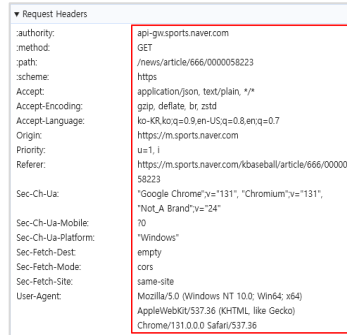 ▼ Request Headers
:authority: api-gw.sports.naver.com
:method: GET
:path: /news/article/666/0000058223
:scheme: https
Accept: application/json, text/plain, */*
Accept-Encoding: gzip, deflate, br, zstd
Accept-Language: ko-KR,ko;q=0.9,en-US;q=0.8,en;q=0.7
Origin: https://m.sports.naver.com
Priority: u=1, i
Referer: https://m.sports.naver.com/kbaseball/article/666/00000
58223
Sec-Ch-Ua: "Google Chrome";v="131", "Chromium";v="131",
"Not_A Brand";v="24"
Sec-Ch-Ua-Mobile: ?0
Sec-Ch-Ua-Platform: "Windows"
Sec-Fetch-Dest: empty
Sec-Fetch-Mode: cors
Sec-Fetch-Site: same-site
User-Agent: Mozilla/5.0 (Windows NT 10.0; Win64; x64)
AppleWebKit/537.36 (KHTML, like Gecko)
Chrome/131.0.0.0 Safari/537.36